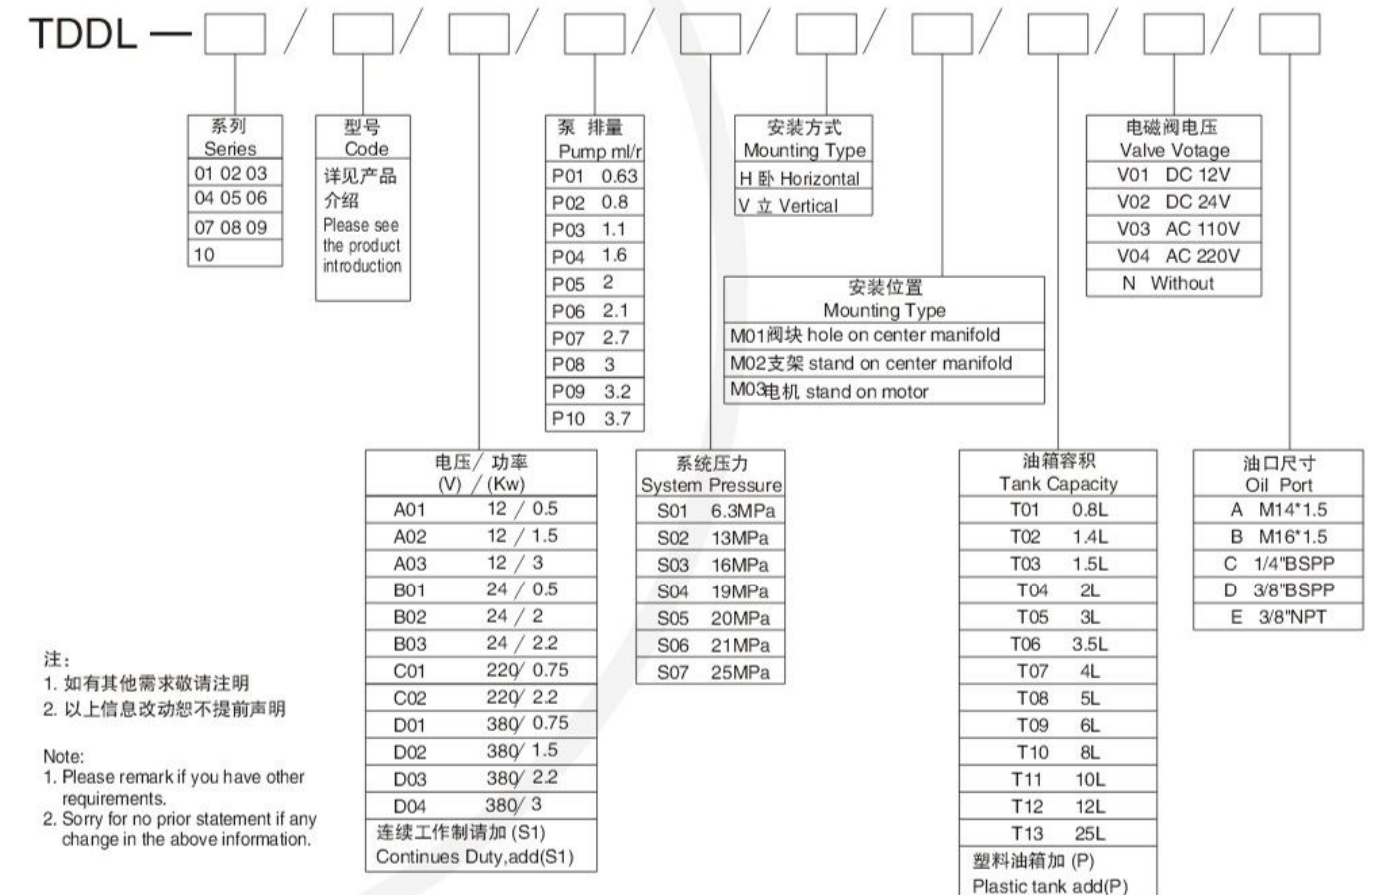 TDDL —
系列
Series
01 02 03
04 05 06
07 08 09
10
型号
Code
详见产品
介绍
Please see
the product
introduction
泵 排量
Pump ml/r
P01 0.63
P02 0.8
P03 1.1
P04 1.6
P05 2
P06 2.1
P07 2.7
P08 3
P09 3.2
P10 3.7
安装方式
Mounting Type
H 卧 Horizontal
V 立 Vertical
安装位置
Mounting Type
M01阀块 hole on center manifold
M02支架 stand on center manifold
M03电机 stand on motor
电磁阀电压
Valve Votage
V01 DC 12V
V02 DC 24V
V03 AC 110V
V04 AC 220V
N Without
电压/ 功率
(V) / (Kw)
A01 12 / 0.5
A02 12 / 1.5
A03 12 / 3
B01 24 / 0.5
B02 24 / 2
B03 24 / 2.2
C01 220/ 0.75
C02 220/ 2.2
D01 380/ 0.75
D02 380/ 1.5
D03 380/ 2.2
D04 380/ 3
连续工作制请加 (S1)
Continues Duty,add(S1)
系统压力
System Pressure
S01 6.3MPa
S02 13MPa
S03 16MPa
S04 19MPa
S05 20MPa
S06 21MPa
S07 25MPa
油箱容积
Tank Capacity
T01 0.8L
T02 1.4L
T03 1.5L
T04 2L
T05 3L
T06 3.5L
T07 4L
T08 5L
T09 6L
T10 8L
T11 10L
T12 12L
T13 25L
塑料油箱加 (P)
Plastic tank add(P)
油口尺寸
Oil Port
A M14*1.5
B M16*1.5
C 1/4"BSPP
D 3/8"BSPP
E 3/8"NPT
注：
1. 如有其他需求敬请注明
2. 以上信息改动恕不提前声明
Note:
1. Please remark if you have other
requirements.
2. Sorry for no prior statement if any
change in the above information.